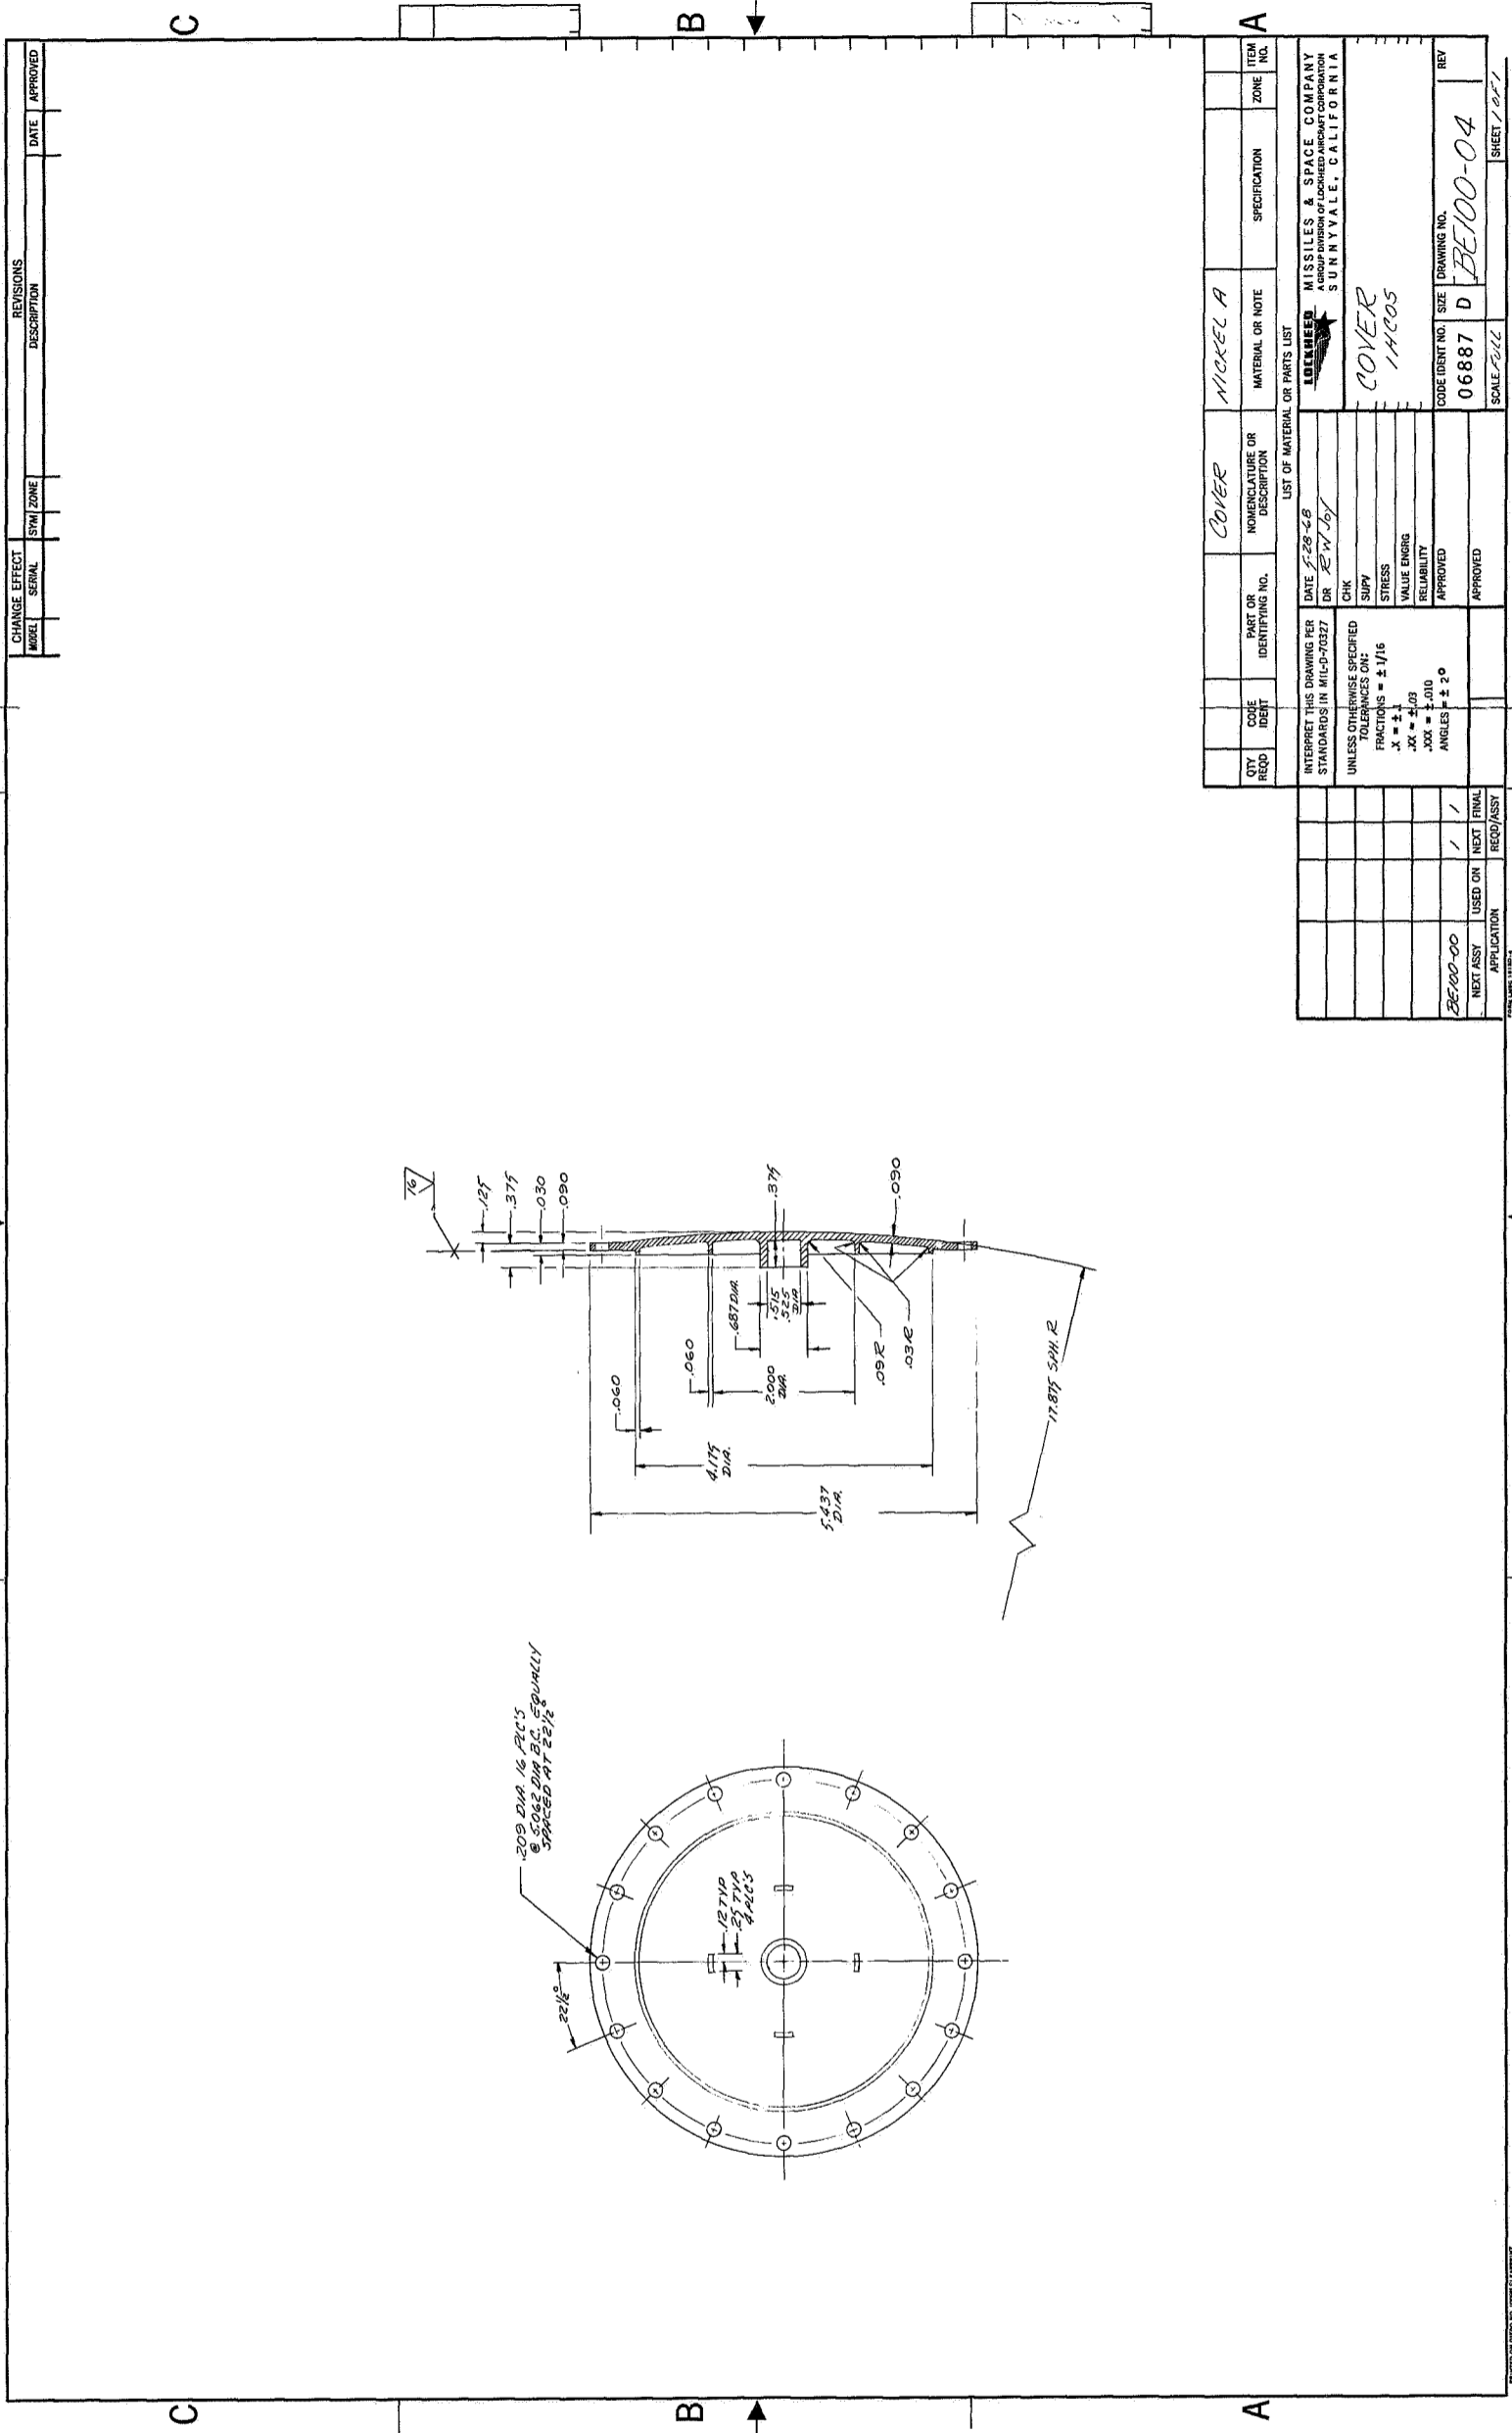 C
B
A
REVISIONS
CHANGE EFFECT
MODEL SERIAL SYM ZONE DESCRIPTION DATE APPROVED
.209 DIA. 16 PLC'S
@ 5.062 DIA B.C. EQUALLY
SPACED AT 22½°
22½°
.12 TYP
.25 TYP
4 PLC'S
16
.125
.375
.030
.090
.060
.060
.687 DIA.
.515
.525
DIA
.375
2.000
DIA.
4.175
DIA.
5.437
DIA.
.09R
.03R
.090
17.875 SPH. R
COVER NICKEL A
QTY REQD CODE IDENT PART OR IDENTIFYING NO. NOMENCLATURE OR DESCRIPTION MATERIAL OR NOTE SPECIFICATION ZONE ITEM NO.
LIST OF MATERIAL OR PARTS LIST
INTERPRET THIS DRAWING PER
STANDARDS IN MIL-D-70327
UNLESS OTHERWISE SPECIFIED
TOLERANCES ON:
FRACTIONS = ± 1/16
.X = ± .1
.XX = ± .03
.XXX = ± .010
ANGLES = ± 2°
DATE 5-28-68
DR RW Joy
CHK
SUPV
STRESS
VALUE ENGRG
RELIABILITY
APPROVED
APPROVED
LOCKHEED MISSILES & SPACE COMPANY
A GROUP DIVISION OF LOCKHEED AIRCRAFT CORPORATION
SUNNYVALE, CALIFORNIA
COVER
IHCOS
CODE IDENT NO. SIZE DRAWING NO. REV
06887 D BE100-04
SCALE FULL SHEET 1 OF 1
BE100-00 1 1
NEXT ASSY USED ON NEXT FINAL
APPLICATION REQD/ASSY
C
B
A